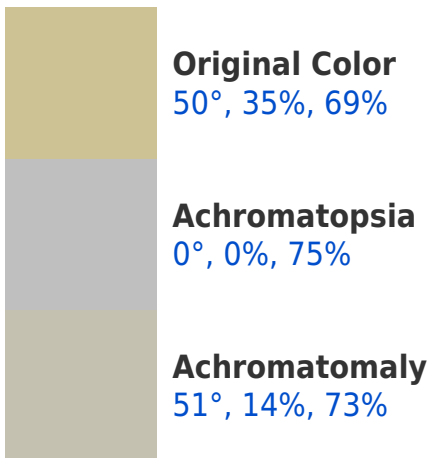 Original Color
50°, 35%, 69%
Achromatopsia
0°, 0%, 75%
Achromatomaly
51°, 14%, 73%